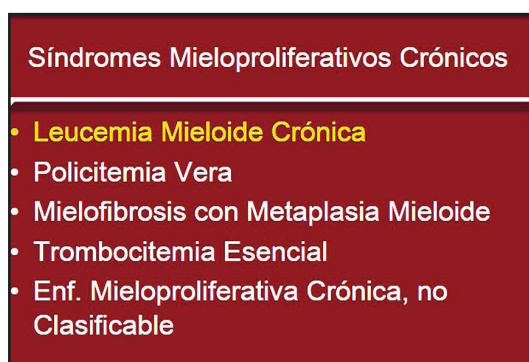 Síndromes Mieloproliferativos Crónicos
• Leucemia Mieloide Crónica
• Policitemia Vera
• Mielofibrosis con Metaplasia Mieloide
• Trombocitemia Esencial
• Enf. Mieloproliferativa Crónica, no
Clasificable